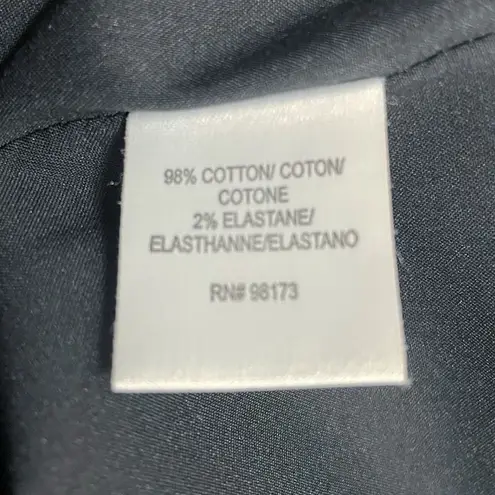 98% COTTON/ COTON/
COTONE
2% ELASTANE/
ELASTHANNE/ELASTANO
RN# 98173